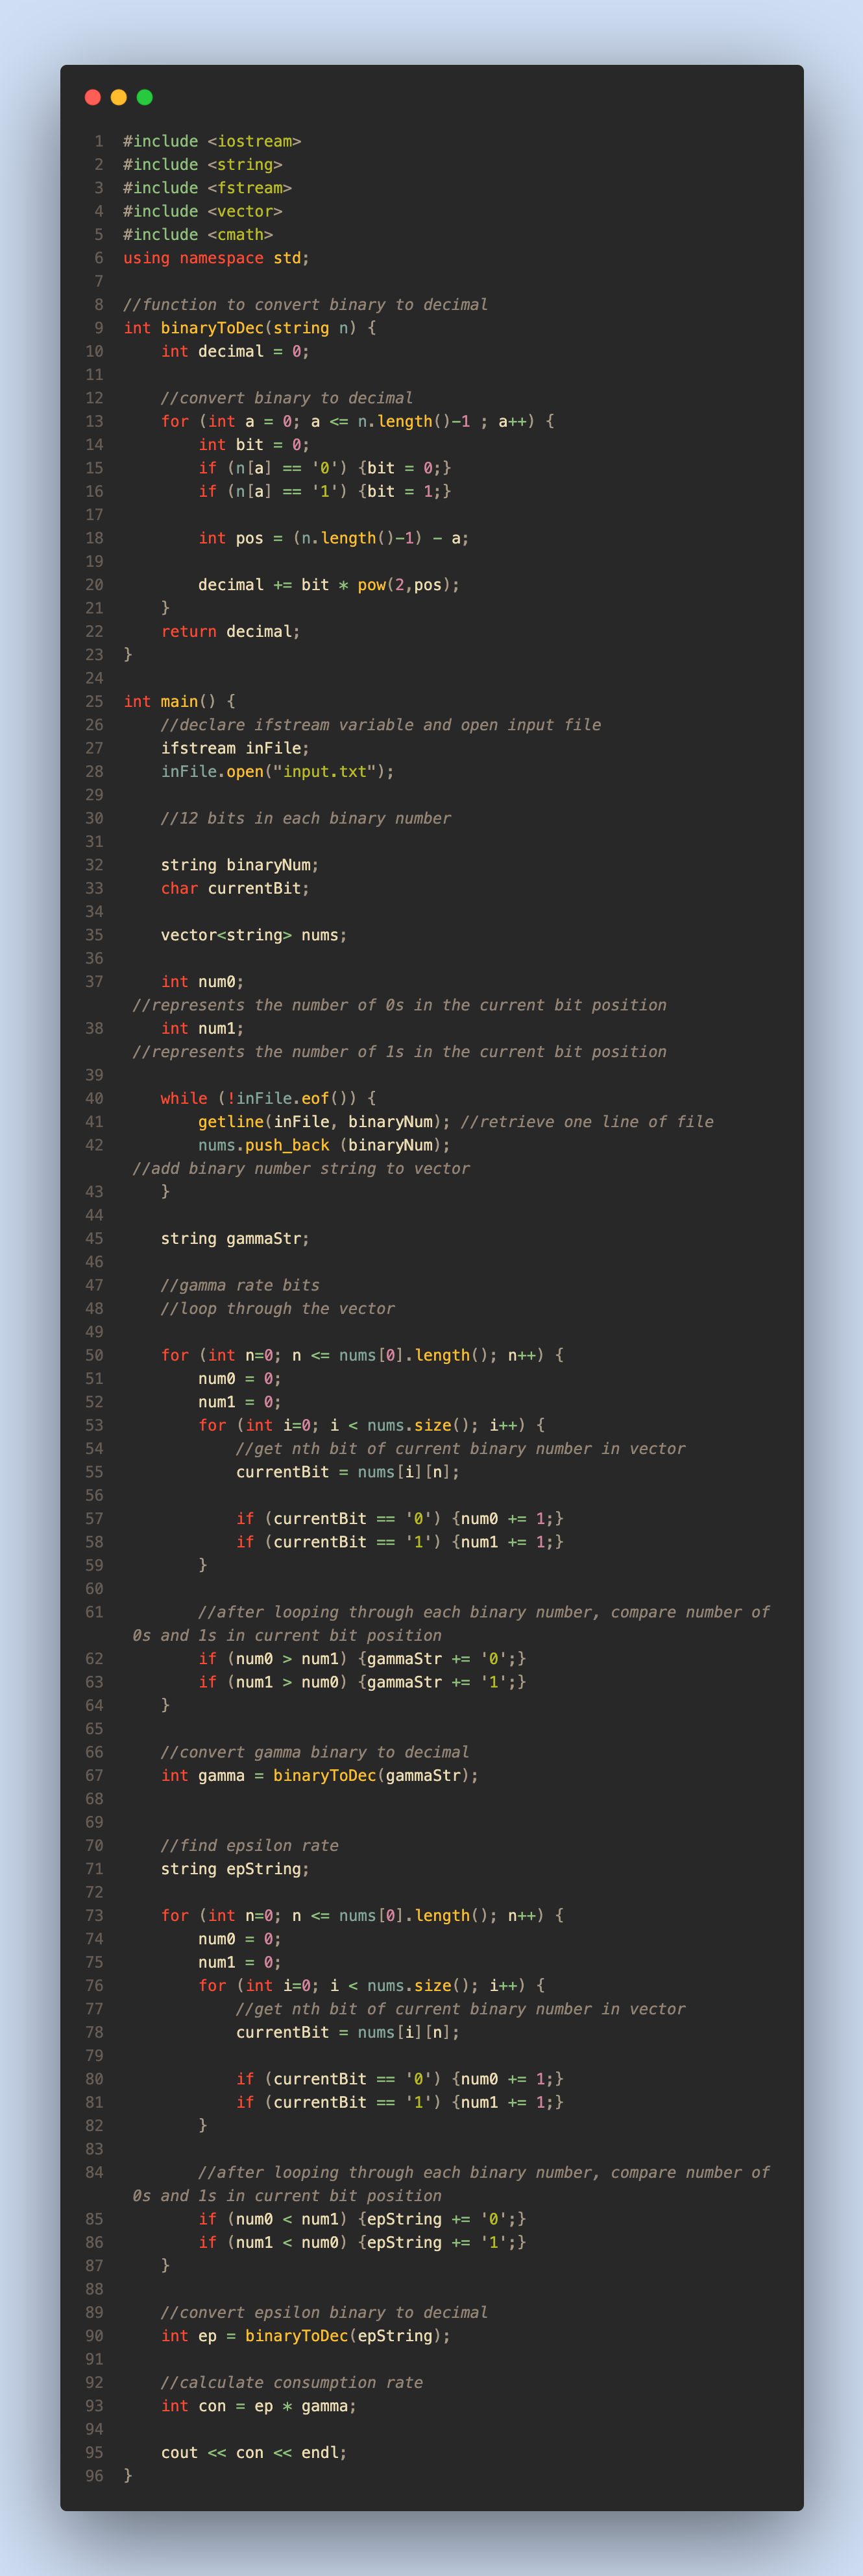 1 #include <iostream>
2 #include <string>
3 #include <fstream>
4 #include <vector>
5 #include <cmath>
6 using namespace std;
7
8 //function to convert binary to decimal
9 int binaryToDec(string n) {
10     int decimal = 0;
11
12     //convert binary to decimal
13     for (int a = 0; a <= n.length()-1 ; a++) {
14         int bit = 0;
15         if (n[a] == '0') {bit = 0;}
16         if (n[a] == '1') {bit = 1;}
17
18         int pos = (n.length()-1) - a;
19
20         decimal += bit * pow(2,pos);
21     }
22     return decimal;
23 }
24
25 int main() {
26     //declare ifstream variable and open input file
27     ifstream inFile;
28     inFile.open("input.txt");
29
30     //12 bits in each binary number
31
32     string binaryNum;
33     char currentBit;
34
35     vector<string> nums;
36
37     int num0;
//represents the number of 0s in the current bit position
38     int num1;
//represents the number of 1s in the current bit position
39
40     while (!inFile.eof()) {
41         getline(inFile, binaryNum); //retrieve one line of file
42         nums.push_back (binaryNum);
//add binary number string to vector
43     }
44
45     string gammaStr;
46
47     //gamma rate bits
48     //loop through the vector
49
50     for (int n=0; n <= nums[0].length(); n++) {
51         num0 = 0;
52         num1 = 0;
53         for (int i=0; i < nums.size(); i++) {
54             //get nth bit of current binary number in vector
55             currentBit = nums[i][n];
56
57             if (currentBit == '0') {num0 += 1;}
58             if (currentBit == '1') {num1 += 1;}
59         }
60
61         //after looping through each binary number, compare number of
0s and 1s in current bit position
62         if (num0 > num1) {gammaStr += '0';}
63         if (num1 > num0) {gammaStr += '1';}
64     }
65
66     //convert gamma binary to decimal
67     int gamma = binaryToDec(gammaStr);
68
69
70     //find epsilon rate
71     string epString;
72
73     for (int n=0; n <= nums[0].length(); n++) {
74         num0 = 0;
75         num1 = 0;
76         for (int i=0; i < nums.size(); i++) {
77             //get nth bit of current binary number in vector
78             currentBit = nums[i][n];
79
80             if (currentBit == '0') {num0 += 1;}
81             if (currentBit == '1') {num1 += 1;}
82         }
83
84         //after looping through each binary number, compare number of
0s and 1s in current bit position
85         if (num0 < num1) {epString += '0';}
86         if (num1 < num0) {epString += '1';}
87     }
88
89     //convert epsilon binary to decimal
90     int ep = binaryToDec(epString);
91
92     //calculate consumption rate
93     int con = ep * gamma;
94
95     cout << con << endl;
96 }